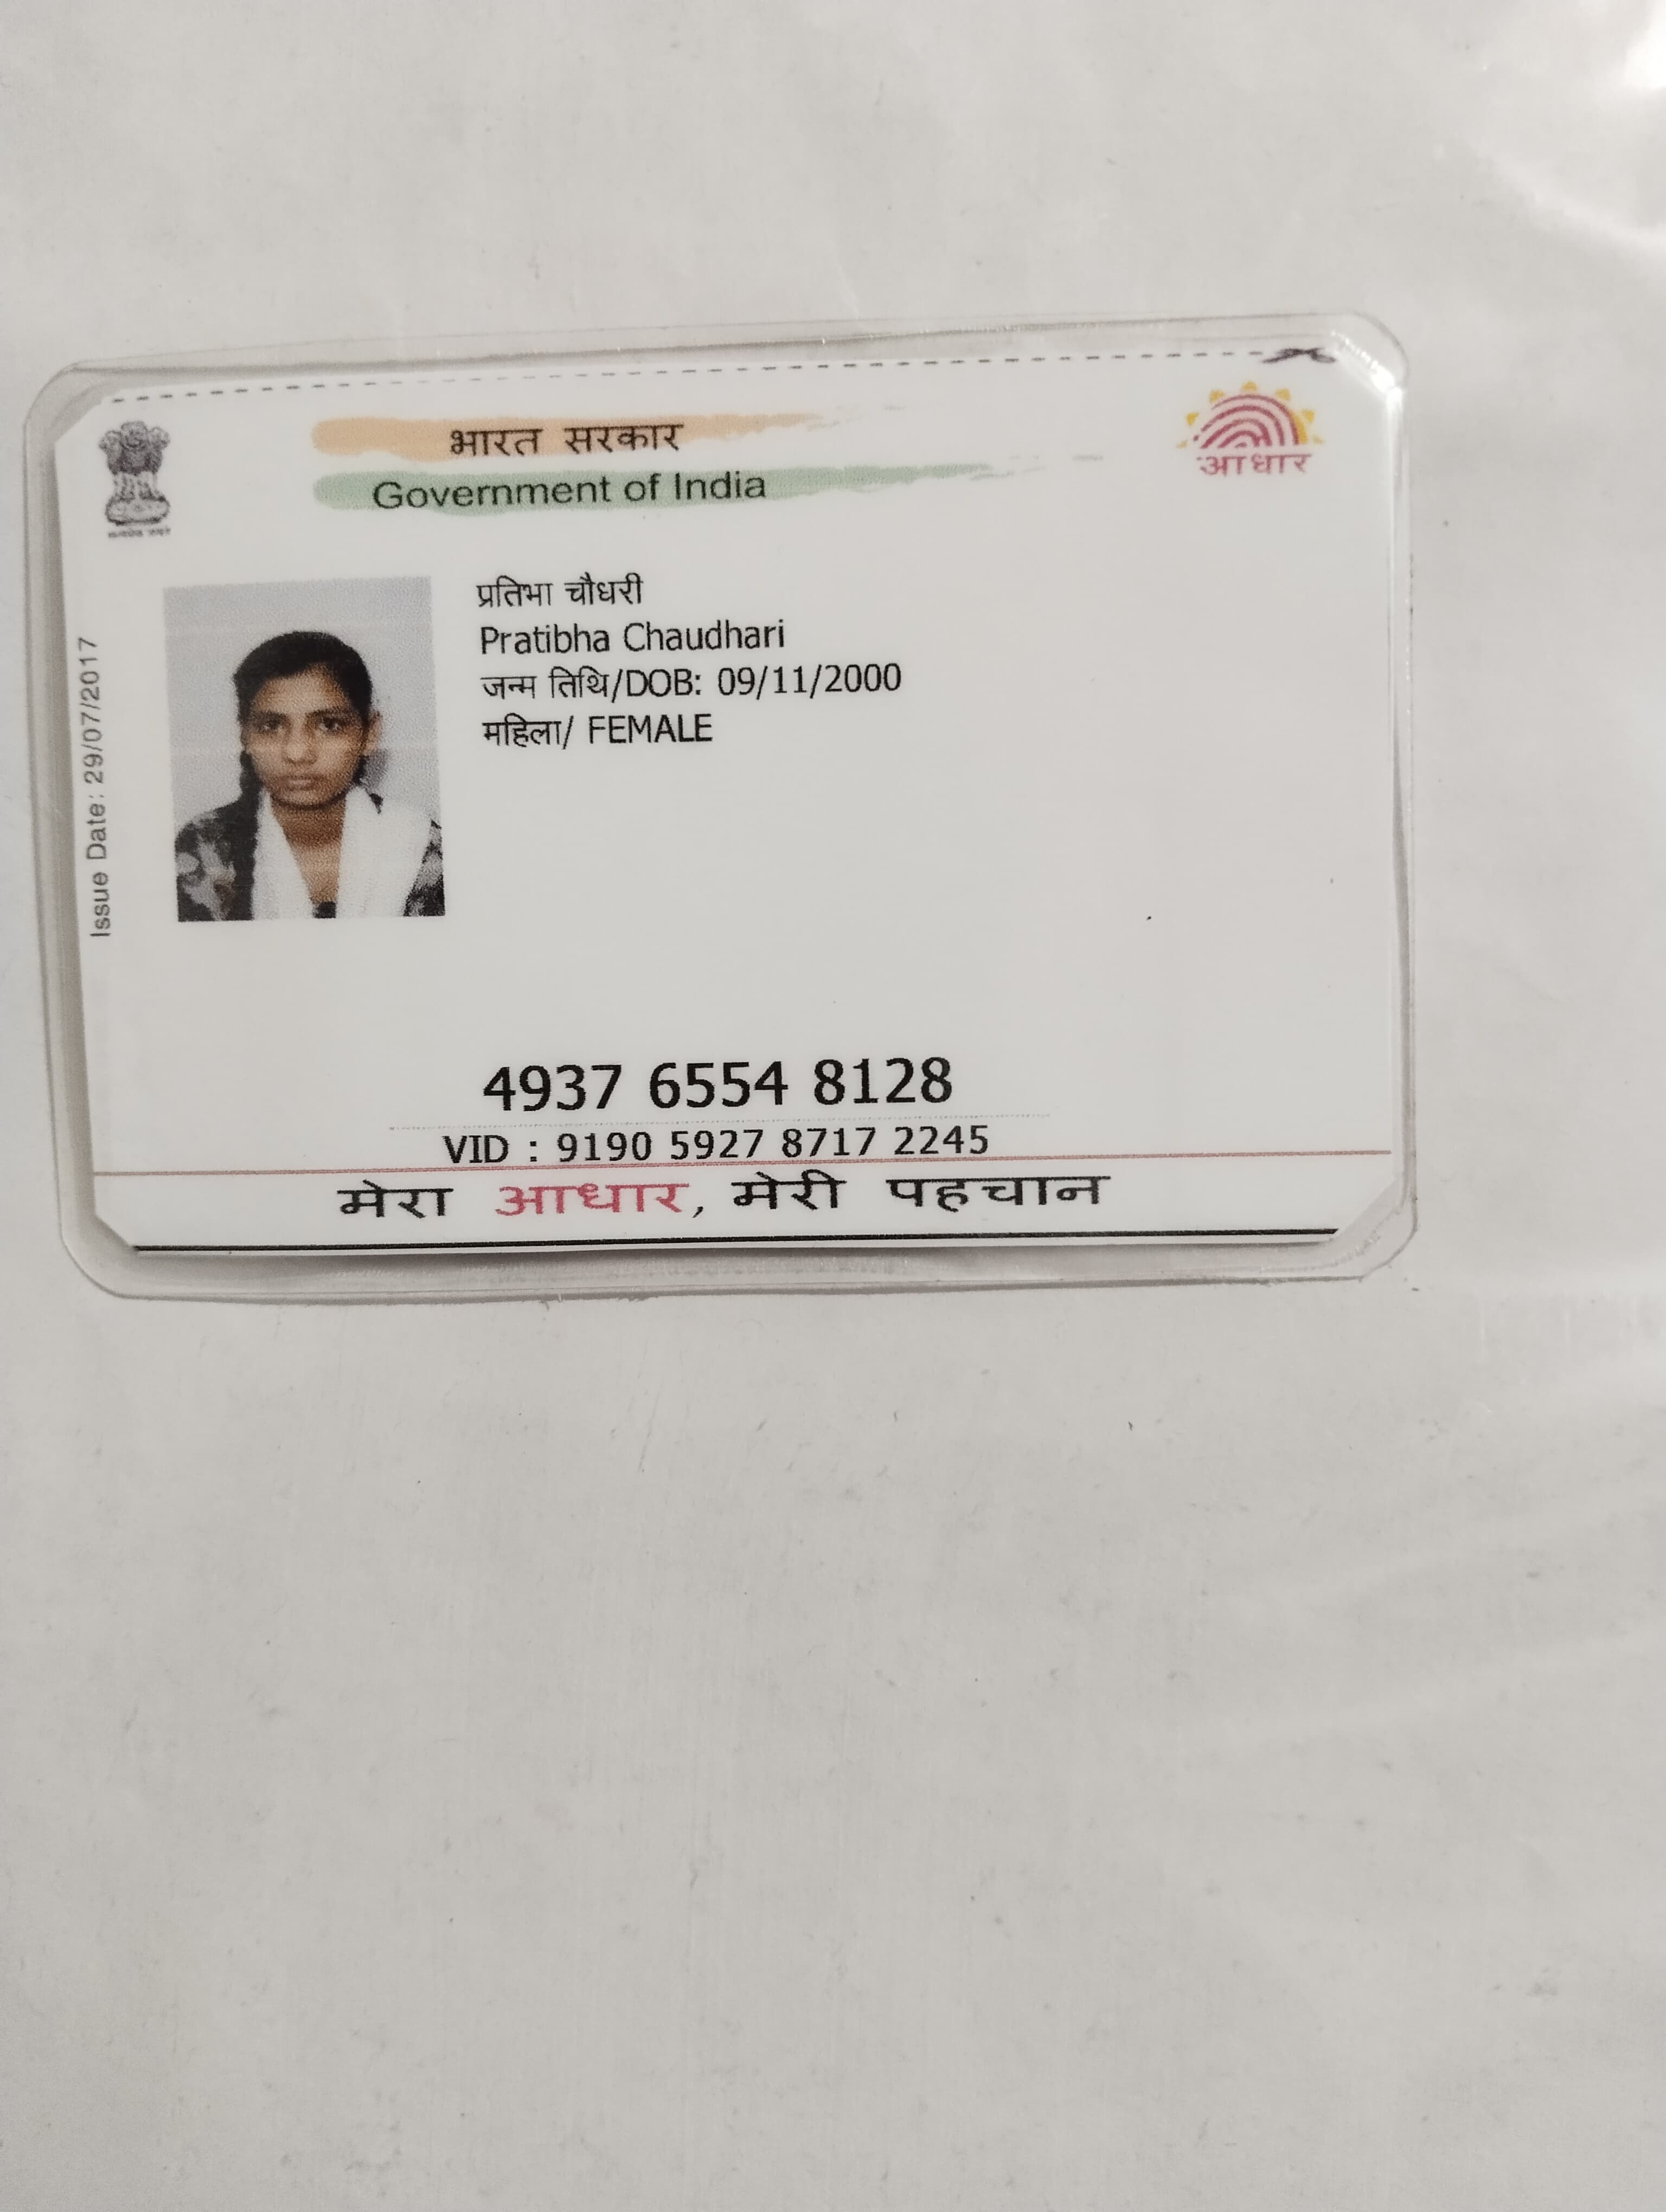 भारत सरकार
Government of India
आधार
Issue Date: 29/07/2017
प्रतिभा चौधरी
Pratibha Chaudhari
जन्म तिथि/DOB: 09/11/2000
महिला/ FEMALE
4937 6554 8128
VID : 9190 5927 8717 2245
मेरा आधार, मेरी पहचान